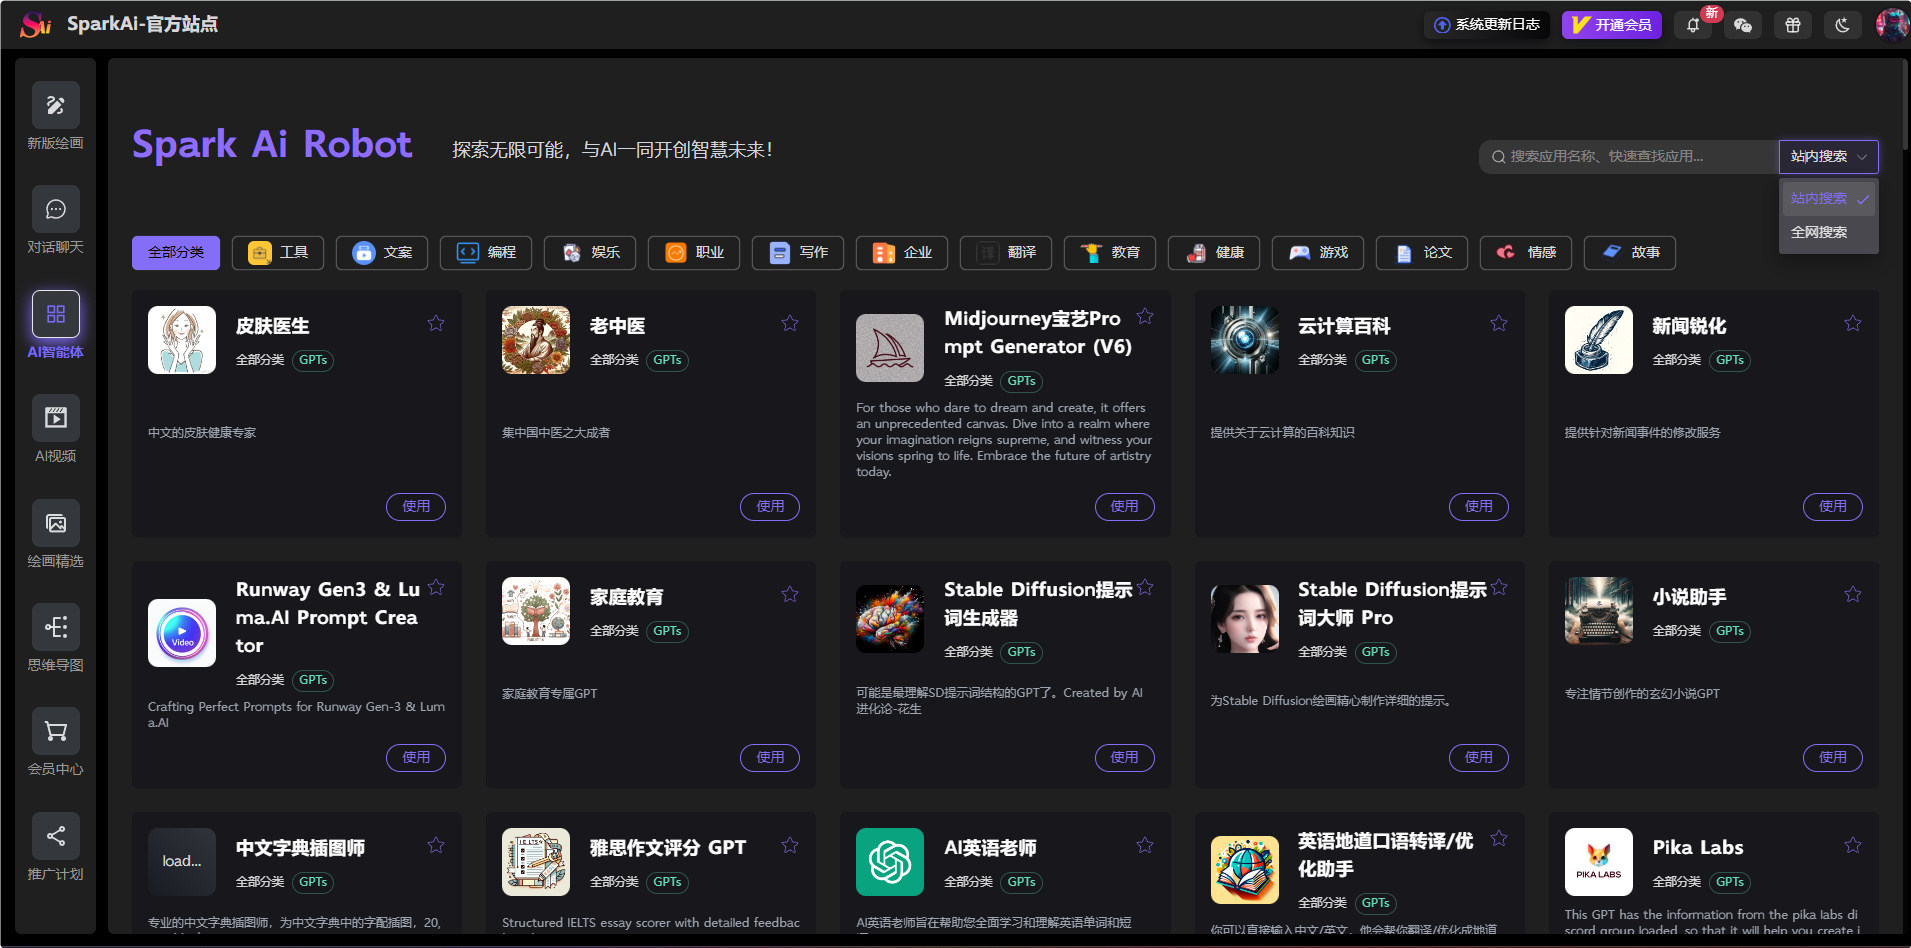 SAi
SparkAi-官方站点
系统更新日志
开通会员
新
新版绘画
对话聊天
AI智能体
AI视频
绘画精选
思维导图
会员中心
推广计划
Spark Ai Robot
探索无限可能，与AI一同开创智慧未来！
搜索应用名称、快速查找应用...
站内搜索
站内搜索
全网搜索
全部分类
工具
文案
编程
娱乐
职业
写作
企业
译
翻译
教育
健康
游戏
论文
情感
故事
皮肤医生
全部分类 GPTs
中文的皮肤健康专家
使用
老中医
全部分类 GPTs
集中国中医之大成者
使用
Midjourney宝艺Pro
mpt Generator (V6)
全部分类 GPTs
For those who dare to dream and create, it offers
an unprecedented canvas. Dive into a realm where
your imagination reigns supreme, and witness your
visions spring to life. Embrace the future of artistry
today.
使用
云计算百科
全部分类 GPTs
提供关于云计算的百科知识
使用
新闻锐化
全部分类 GPTs
提供针对新闻事件的修改服务
使用
Video
Runway Gen3 & Lu
ma.AI Prompt Crea
tor
全部分类 GPTs
Crafting Perfect Prompts for Runway Gen-3 & Lum
a.AI
使用
家庭教育
全部分类 GPTs
家庭教育专属GPT
使用
Stable Diffusion提示
词生成器
全部分类 GPTs
可能是最理解SD提示词结构的GPT了。Created by AI
进化论-花生
使用
Stable Diffusion提示
词大师 Pro
全部分类 GPTs
为Stable Diffusion绘画精心制作详细的提示。
使用
小说助手
全部分类 GPTs
专注情节创作的玄幻小说GPT
使用
load...
中文字典插图师
全部分类 GPTs
专业的中文字典插图师，为中文字典中的字配插图，20,
IELTS
雅思作文评分 GPT
全部分类 GPTs
Structured IELTS essay scorer with detailed feedbac
AI英语老师
全部分类 GPTs
AI英语老师旨在帮助您全面学习和理解英语单词和短
英语地道口语转译/优
化助手
全部分类 GPTs
你可以直接输入中文/英文，他会帮你翻译/优化成地道
PIKA LABS
Pika Labs
全部分类 GPTs
This GPT has the information from the pika labs di
scord group loaded, so that it will help you create i